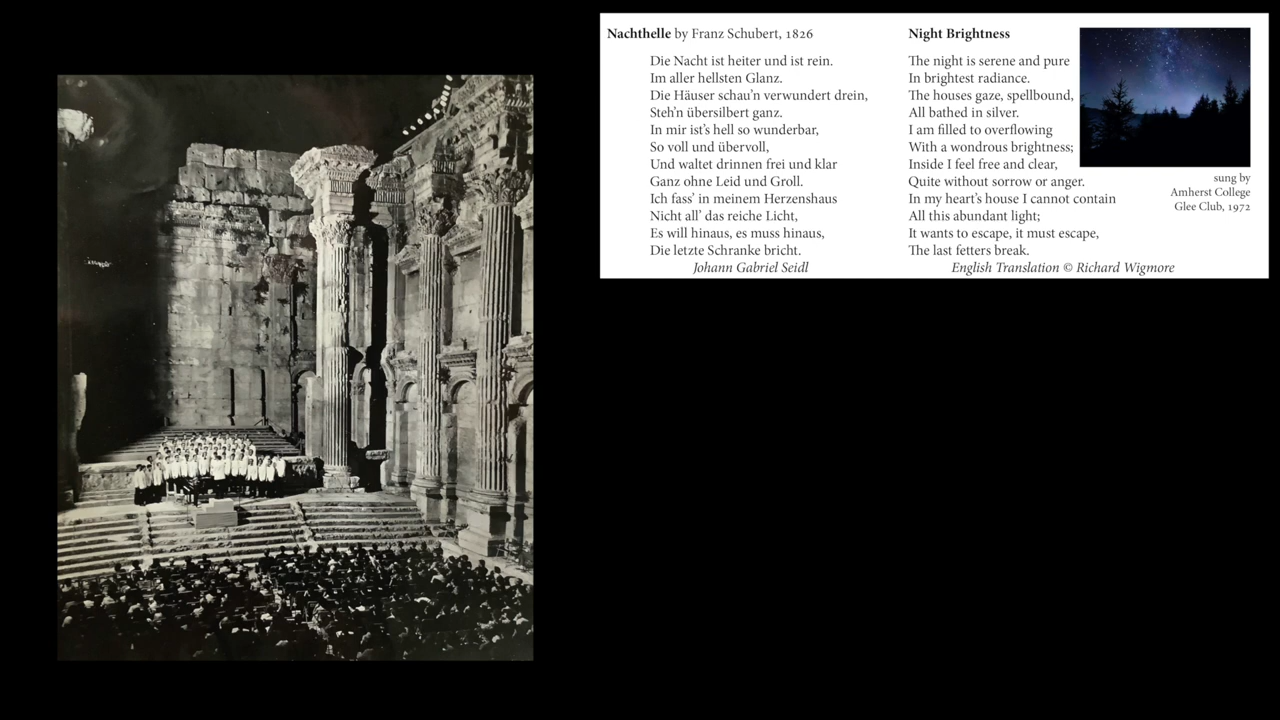 Nachthelle by Franz Schubert, 1826
Die Nacht ist heiter und ist rein.
Im aller hellsten Glanz.
Die Häuser schau'n verwundert drein,
Steh'n übersilbert ganz.
In mir ist's hell so wunderbar,
So voll und übervoll,
Und waltet drinnen frei und klar
Ganz ohne Leid und Groll.
Ich fass' in meinem Herzenshaus
Nicht all' das reiche Licht,
Es will hinaus, es muss hinaus,
Die letzte Schranke bricht.
Johann Gabriel Seidl
Night Brightness
The night is serene and pure
In brightest radiance.
The houses gaze, spellbound,
All bathed in silver.
I am filled to overflowing
With a wondrous brightness;
Inside I feel free and clear,
Quite without sorrow or anger.
In my heart's house I cannot contain
All this abundant light;
It wants to escape, it must escape,
The last fetters break.
English Translation © Richard Wigmore
sung by
Amherst College
Glee Club, 1972